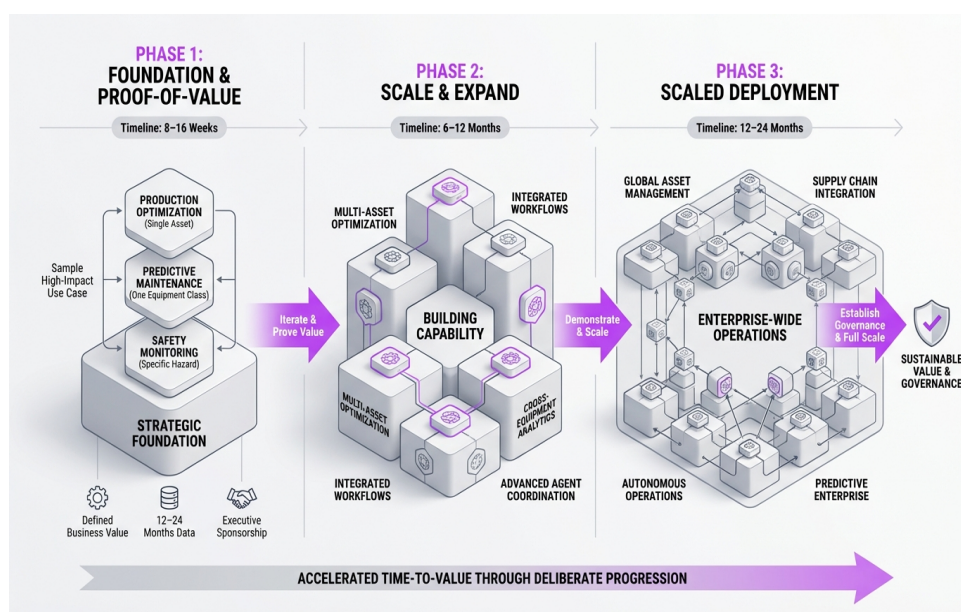 PHASE 1:
FOUNDATION &
PROOF-OF-VALUE
Timeline: 8–16 Weeks
PRODUCTION
OPTIMIZATION
(Single Asset)
Sample
High-Impact
Use Case
PREDICTIVE
MAINTENANCE
(One Equipment Class)
SAFETY
MONITORING
(Specific Hazard)
STRATEGIC
FOUNDATION
Defined
Business Value
12–24
Months Data
Executive
Sponsorship
Iterate &
Prove Value
PHASE 2:
SCALE & EXPAND
Timeline: 6–12 Months
MULTI-ASSET
OPTIMIZATION
INTEGRATED
WORKFLOWS
BUILDING
CAPABILITY
MULTI-ASSET
OPTIMIZATION
COOSS-
EQUIPMENT
ANALYTICS
INTEGRATED
WORKFLOWS
ADVANCED AGENT
COORDINATION
Demonstrate
& Scale
PHASE 3:
SCALED DEPLOYMENT
Timeline: 12–24 Months
GLOBAL ASSET
MANAGEMENT
SUPPLY CHAIN
INTEGRATION
ENTERPRISE-WIDE
OPERATIONS
AUTONOMOUS
OPERATIONS
PREDICTIVE
ENTERPRISE
Establish
Governance
& Full Scale
SUSTAINABLE
VALUE &
GOVERNANCE
ACCELERATED TIME-TO-VALUE THROUGH DELIBERATE PROGRESSION